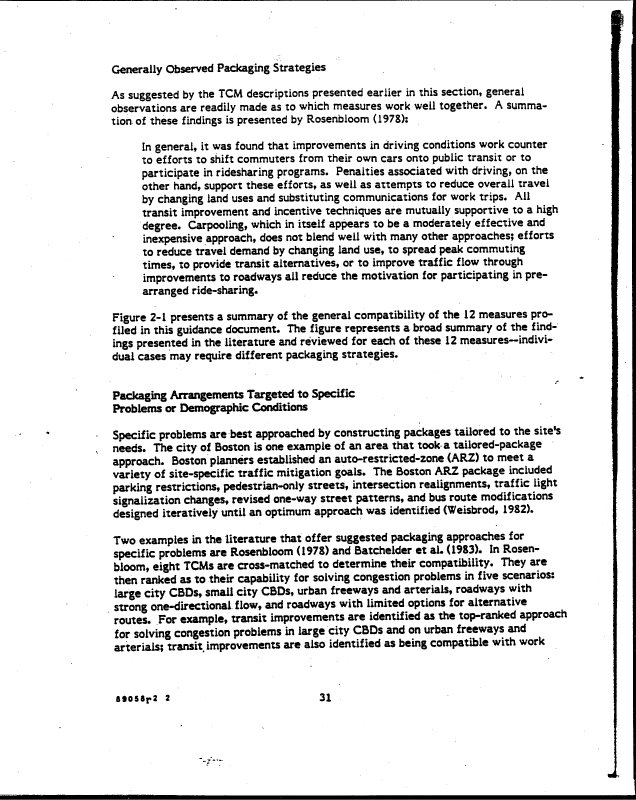 Generally Observed Packaging Strategies
As suggested by the TCM descriptions presented earlier in this section, general
observations are readily made as to which measures work well together. A summa-
tion of these findings is presented by Rosenbloom (1978):
In general, it was found that improvements in driving conditions work counter
to efforts to shift commuters from their own cars onto public transit or to
participate in ridesharing programs. Penalties associated with driving, on the
other hand, support these efforts, as well as attempts to reduce overall travel
by changing land uses and substituting communications for work trips. All
transit improvement and incentive techniques are mutually supportive to a high
degree. Carpooling, which in itself appears to be a moderately effective and
inexpensive approach, does not blend well with many other approaches; efforts
to reduce travel demand by changing land use, to spread peak commuting
times, to provide transit alternatives, or to improve traffic flow through
improvements to roadways all reduce the motivation for participating in pre-
arranged ride-sharing.
Figure 2-1 presents a summary of the general compatibility of the 12 measures pro-
filed in this guidance document. The figure represents a broad summary of the find-
ings presented in the literature and reviewed for each of these 12 measures--indivi-
dual cases may require different packaging strategies.
Packaging Arrangements Targeted to Specific
Problems or Demographic Conditions
Specific problems are best approached by constructing packages tailored to the site's
needs. The city of Boston is one example of an area that took a tailored-package
approach. Boston planners established an auto-restricted-zone (ARZ) to meet a
variety of site-specific traffic mitigation goals. The Boston ARZ package included
parking restrictions, pedestrian-only streets, intersection realignments, traffic light
signalization changes, revised one-way street patterns, and bus route modifications
designed iteratively until an optimum approach was identified (Weisbrod, 1982).
Two examples in the literature that offer suggested packaging approaches for
specific problems are Rosenbloom (1978) and Batchelder et al. (1983). In Rosen-
bloom, eight TCMs are cross-matched to determine their compatibility. They are
then ranked as to their capability for solving congestion problems in five scenarios:
large city CBDs, small city CBDs, urban freeways and arterials, roadways with
strong one-directional flow, and roadways with limited options for alternative
routes. For example, transit improvements are identified as the top-ranked approach
for solving congestion problems in large city CBDs and on urban freeways and
arterials; transit improvements are also identified as being compatible with work
89058r2 2
31